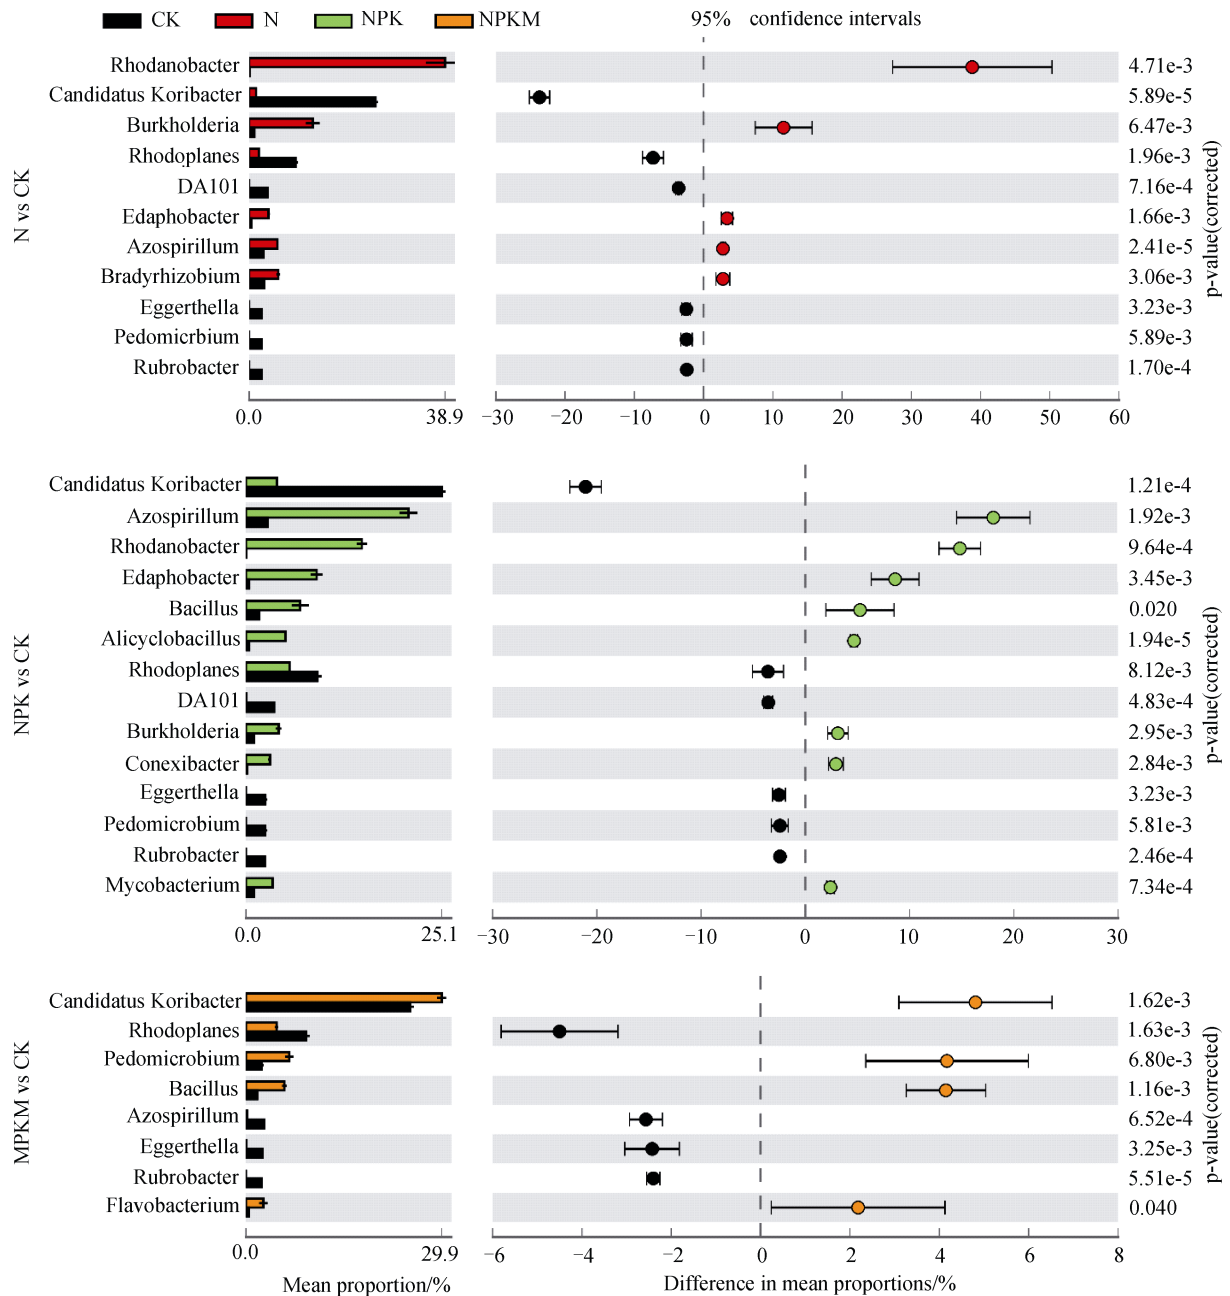 CK N NPK NPKM 95% confidence intervals
N vs CK
Rhodanobacter 4.71e-3
Candidatus Koribacter 5.89e-5
Burkholderia 6.47e-3
Rhodoplanes 1.96e-3
DA101 7.16e-4
Edaphobacter 1.66e-3
Azospirillum 2.41e-5
Bradyrhizobium 3.06e-3
Eggerthella 3.23e-3
Pedomicrbium 5.89e-3
Rubrobacter 1.70e-4
p-value(corrected)
0.0 38.9 −30 −20 −10 0 10 20 30 40 50 60
NPK vs CK
Candidatus Koribacter 1.21e-4
Azospirillum 1.92e-3
Rhodanobacter 9.64e-4
Edaphobacter 3.45e-3
Bacillus 0.020
Alicyclobacillus 1.94e-5
Rhodoplanes 8.12e-3
DA101 4.83e-4
Burkholderia 2.95e-3
Conexibacter 2.84e-3
Eggerthella 3.23e-3
Pedomicrobium 5.81e-3
Rubrobacter 2.46e-4
Mycobacterium 7.34e-4
p-value(corrected)
0.0 25.1 −30 −20 −10 0 10 20 30
MPKM vs CK
Candidatus Koribacter 1.62e-3
Rhodoplanes 1.63e-3
Pedomicrobium 6.80e-3
Bacillus 1.16e-3
Azospirillum 6.52e-4
Eggerthella 3.25e-3
Rubrobacter 5.51e-5
Flavobacterium 0.040
p-value(corrected)
0.0 29.9 −6 −4 −2 0 2 4 6 8
Mean proportion/% Difference in mean proportions/%